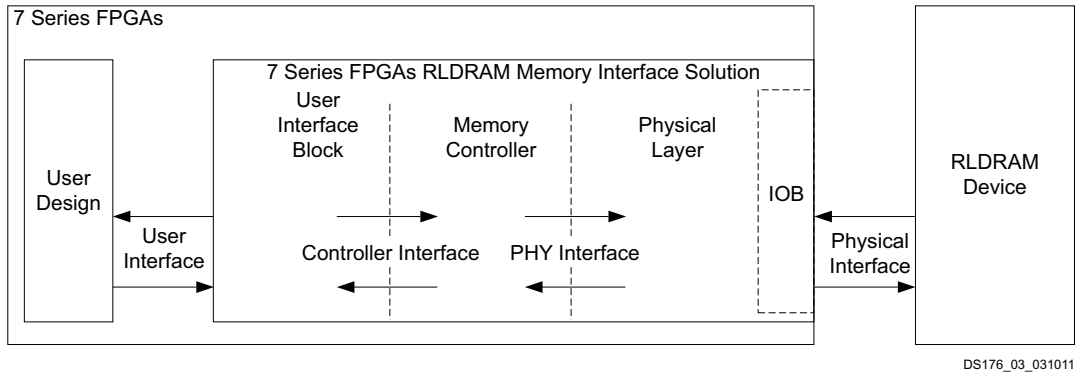 7 Series FPGAs
7 Series FPGAs RLDRAM Memory Interface Solution
User
Interface
Block
Memory
Controller
Physical
Layer
IOB
User
Design
RLDRAM
Device
User
Interface
Controller Interface
PHY Interface
Physical
Interface
DS176_03_031011